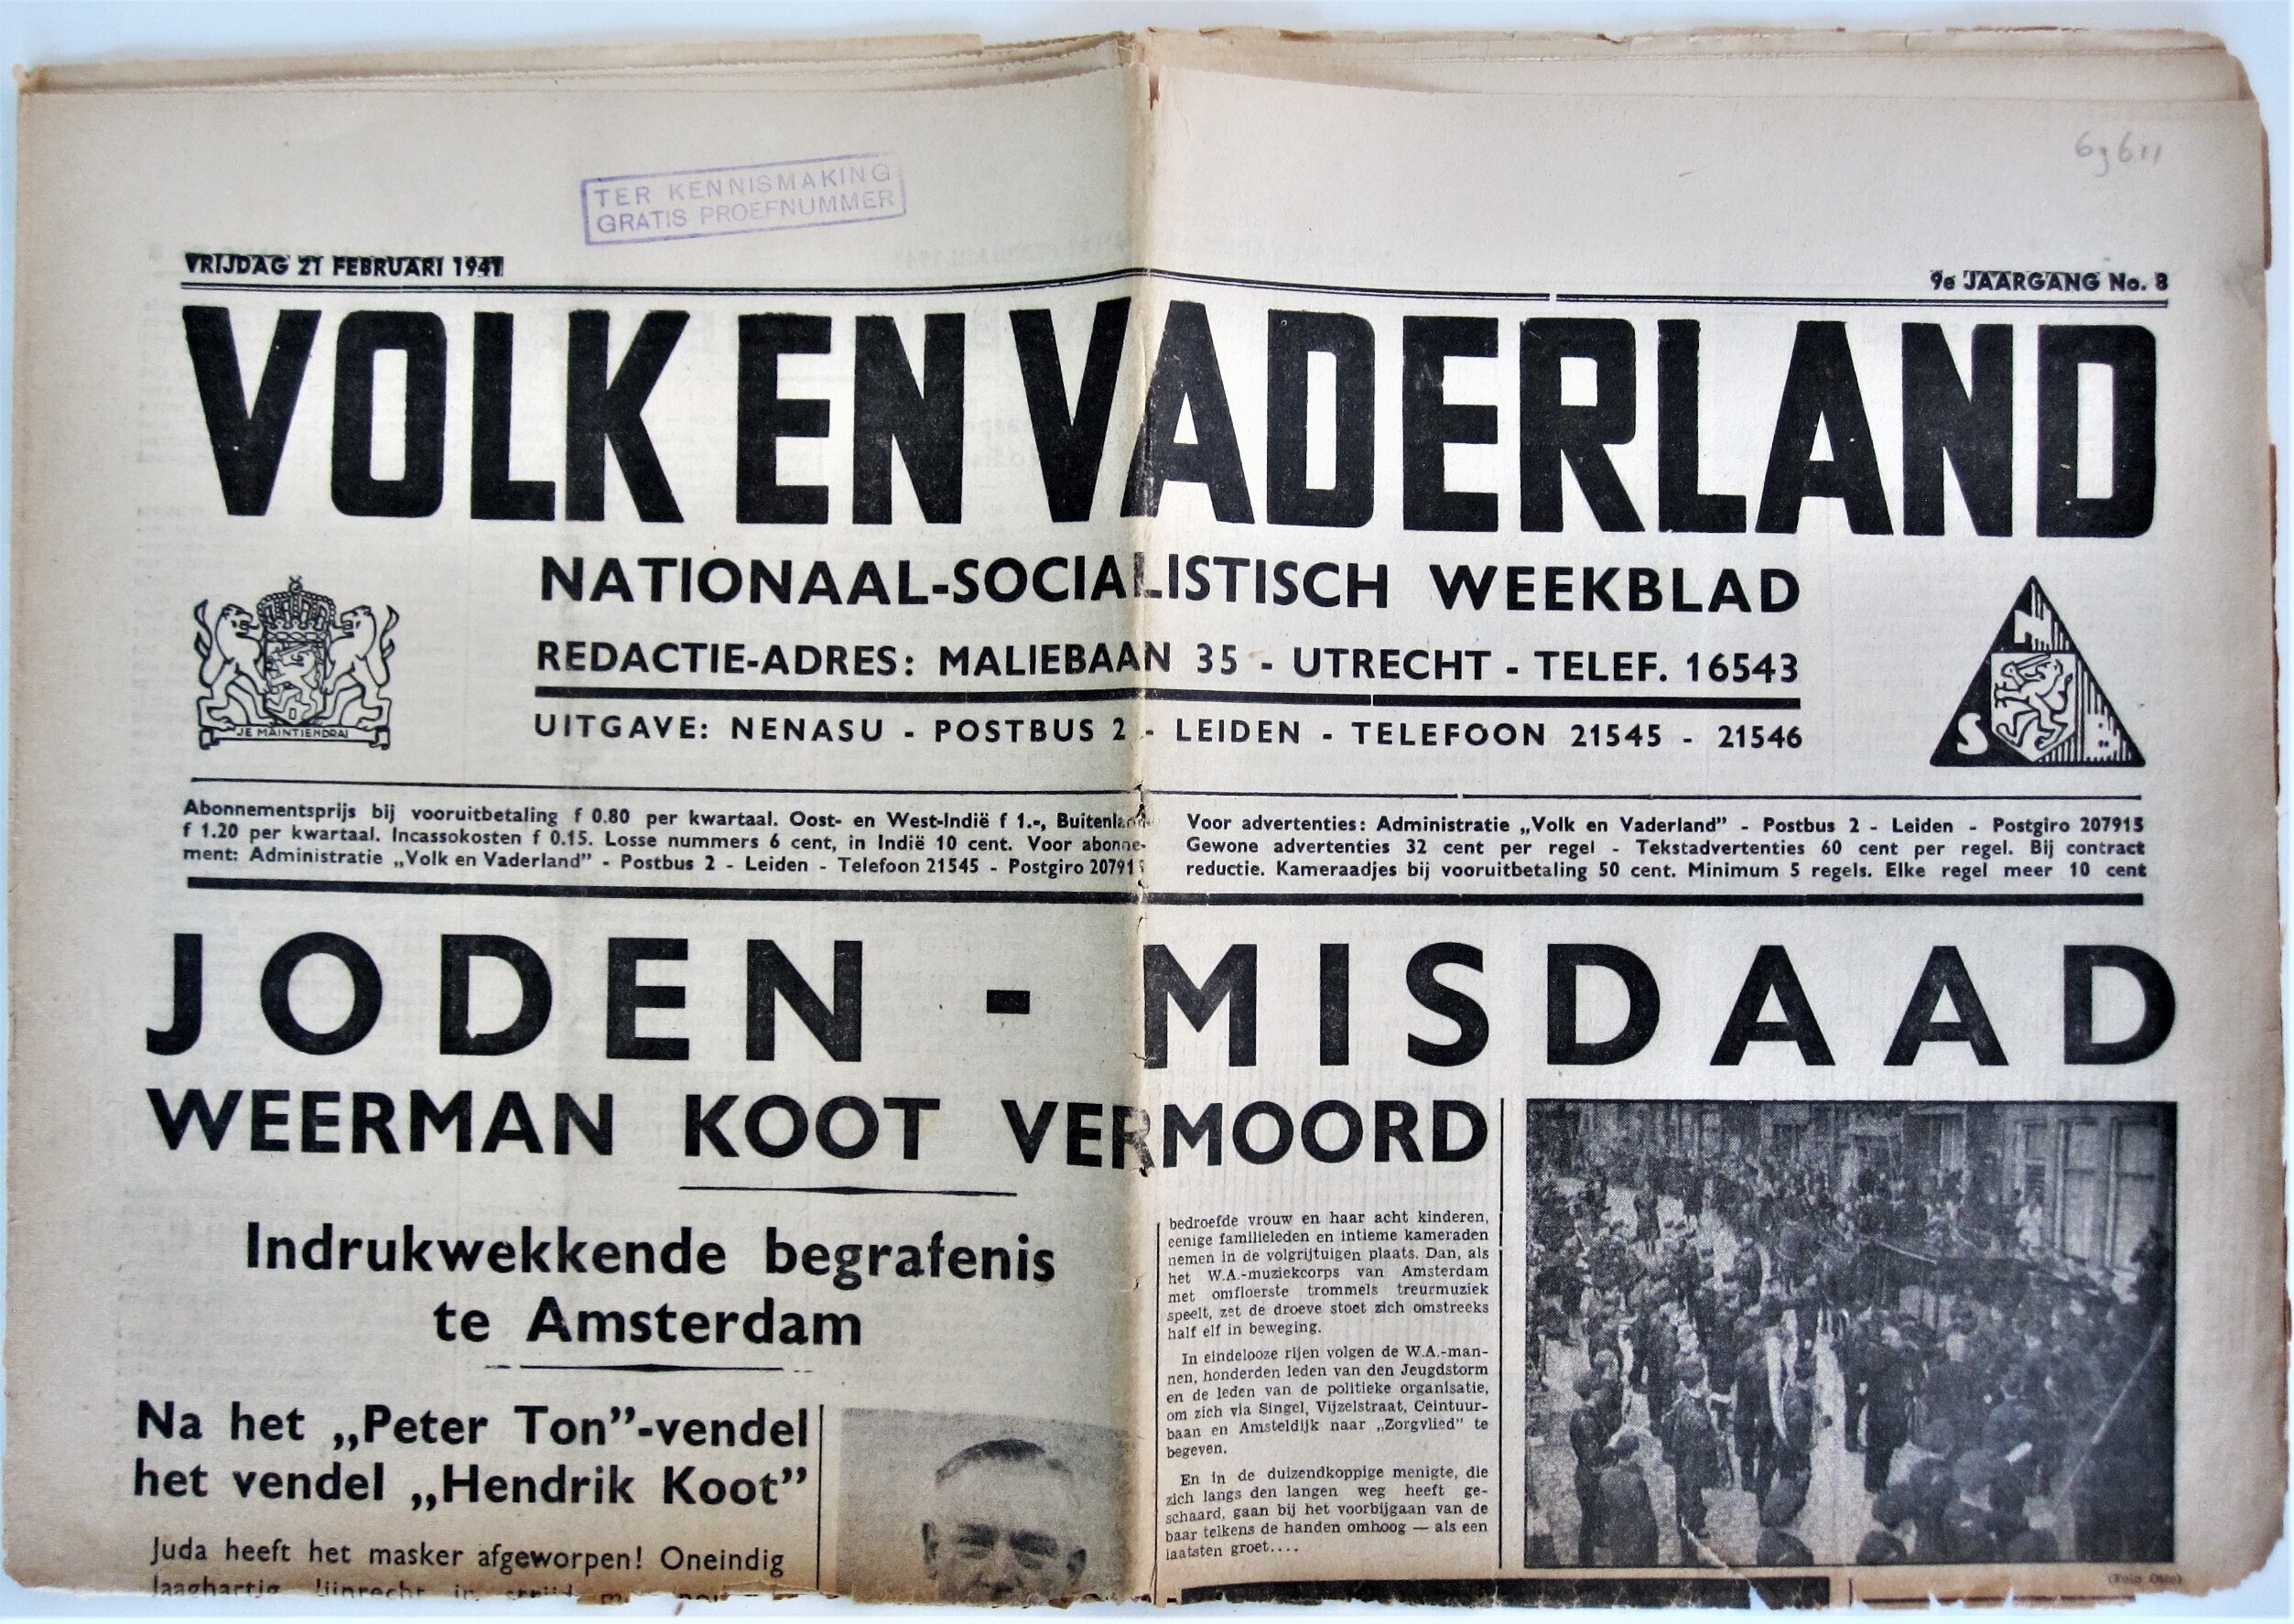 6g611
TER KENNISMAKING
GRATIS PROEFNUMMER
VRIJDAG 21 FEBRUARI 1941
9e JAARGANG No. 8
VOLK EN VADERLAND
NATIONAAL-SOCIALISTISCH WEEKBLAD
REDACTIE-ADRES: MALIEBAAN 35 - UTRECHT - TELEF. 16543
UITGAVE: NENASU - POSTBUS 2 - LEIDEN - TELEFOON 21545 - 21546
JE MAINTIENDRAI
N
S
Abonnementsprijs bij vooruitbetaling f 0.80 per kwartaal. Oost- en West-Indië f 1.-,
f 1.20 per kwartaal. Incassokosten f 0.15. Losse nummers 6 cent, in Indië 10 cent. Voor abonne-
ment: Administratie „Volk en Vaderland” - Postbus 2 - Leiden - Telefoon 21545 - Postgiro 207915
Voor advertenties: Administratie „Volk en Vaderland” - Postbus 2 - Leiden - Postgiro 207915
Gewone advertenties 32 cent per regel - Tekstadvertenties 60 cent per regel. Bij contract
reductie. Kameraadjes bij vooruitbetaling 50 cent. Minimum 5 regels. Elke regel meer 10 cent
JODEN - MISDAAD
WEERMAN KOOT VERMOORD
Indrukwekkende begrafenis
te Amsterdam
Na het „Peter Ton”-vendel
het vendel „Hendrik Koot”
Juda heeft het masker afgeworpen! Oneindig
laaghartig, lijnrecht in strijd
bedroefde vrouw en haar acht kinderen,
eenige familieleden en intieme kameraden
nemen in de volgrijtuigen plaats. Dan, als
het W.A.-muziekcorps van Amsterdam
met omfloerste trommels treurmuziek
speelt, zet de droeve stoet zich omstreeks
half elf in beweging.
In eindelooze rijen volgen de W.A.-man-
nen, honderden leden van den Jeugdstorm
en de leden van de politieke organisatie,
om zich via Singel, Vijzelstraat, Ceintuur-
baan en Amsteldijk naar „Zorgvlied” te
begeven.
En in de duizendkoppige menigte, die
zich langs den langen weg heeft ge-
schaard, gaan bij het voorbijgaan van de
baar telkens de handen omhoog — als een
laatsten groet....